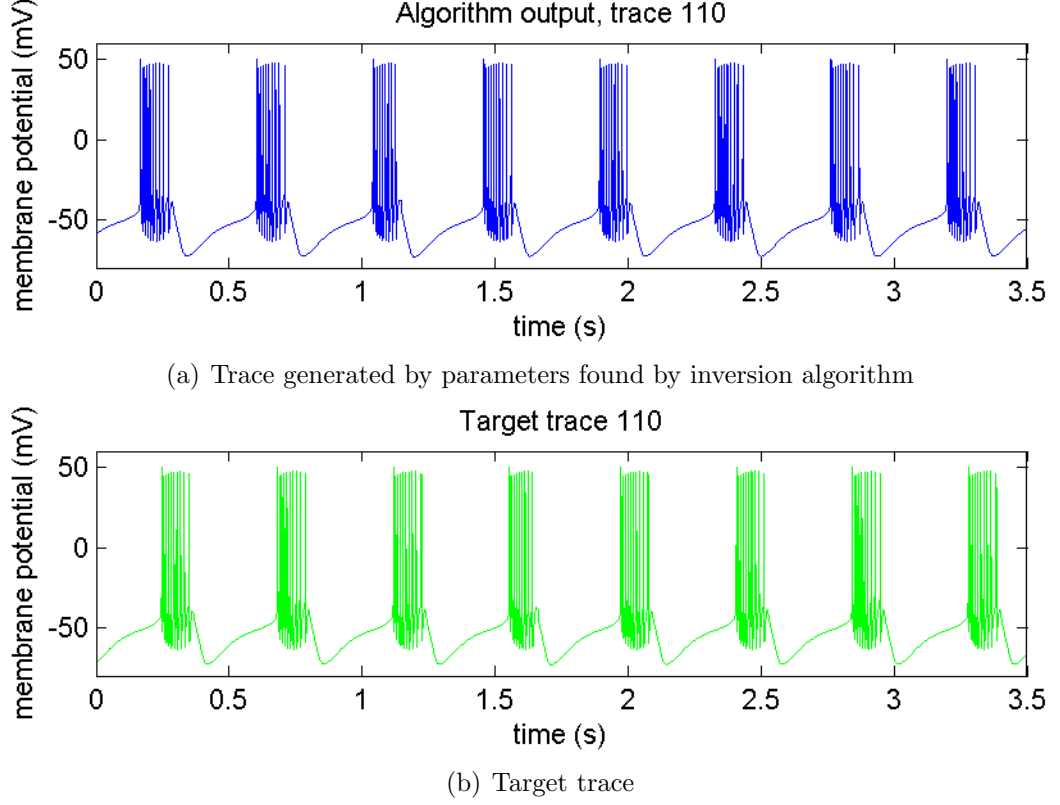 Algorithm output, trace 110
membrane potential (mV)
50
0
-50
0 0.5 1 1.5 2 2.5 3 3.5
time (s)
(a) Trace generated by parameters found by inversion algorithm
Target trace 110
membrane potential (mV)
50
0
-50
0 0.5 1 1.5 2 2.5 3 3.5
time (s)
(b) Target trace